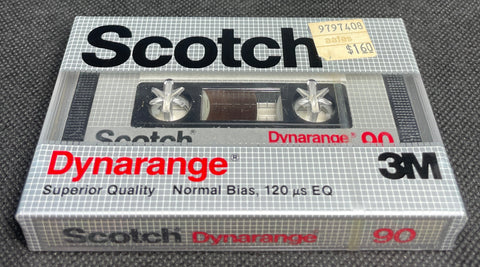 Scotch
9797408
sales
$1.60
Scotch Dynarange® 90
Dynarange®
3M
Superior Quality Normal Bias, 120 µs EQ
Scotch Dynarange® 90